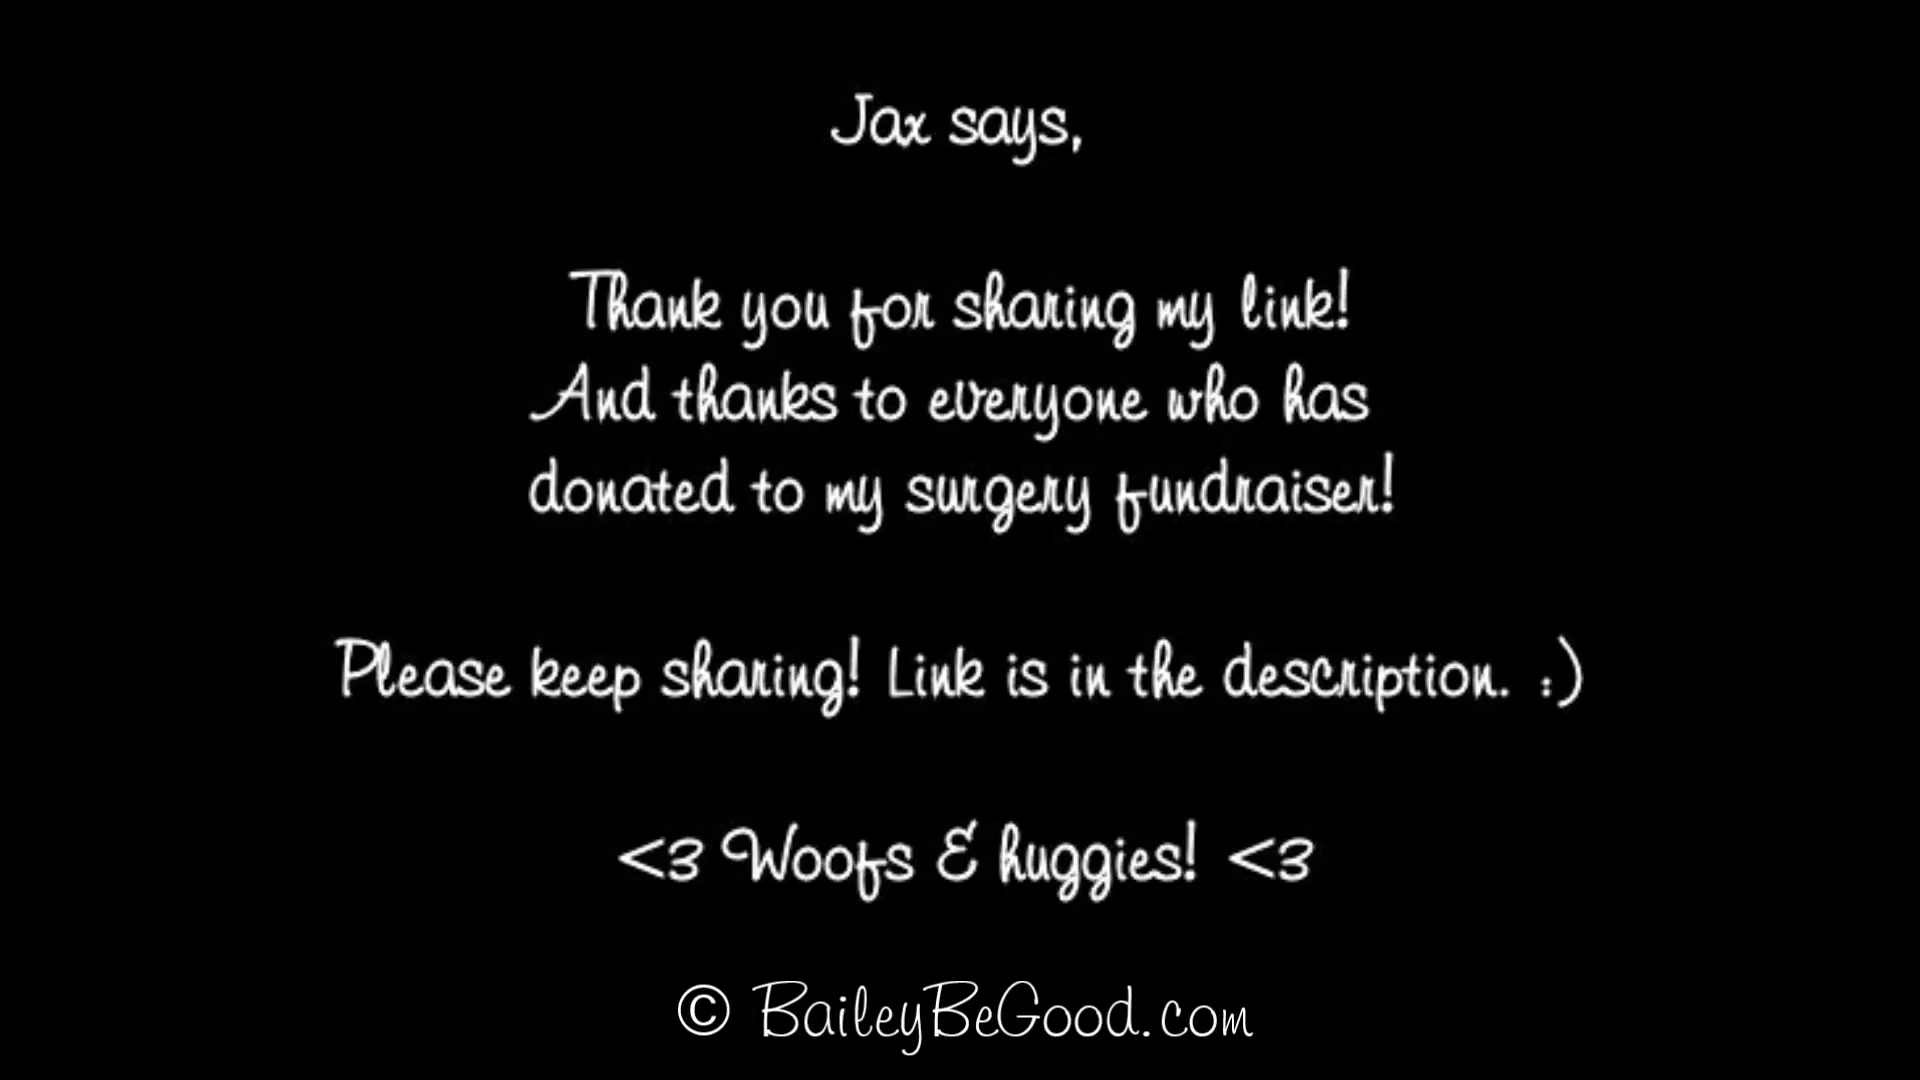 Jax says,
Thank you for sharing my link!
And thanks to everyone who has
donated to my surgery fundraiser!
Please keep sharing! Link is in the description. :)
<3 Woofs & huggies! <3
© BaileyBeGood.com